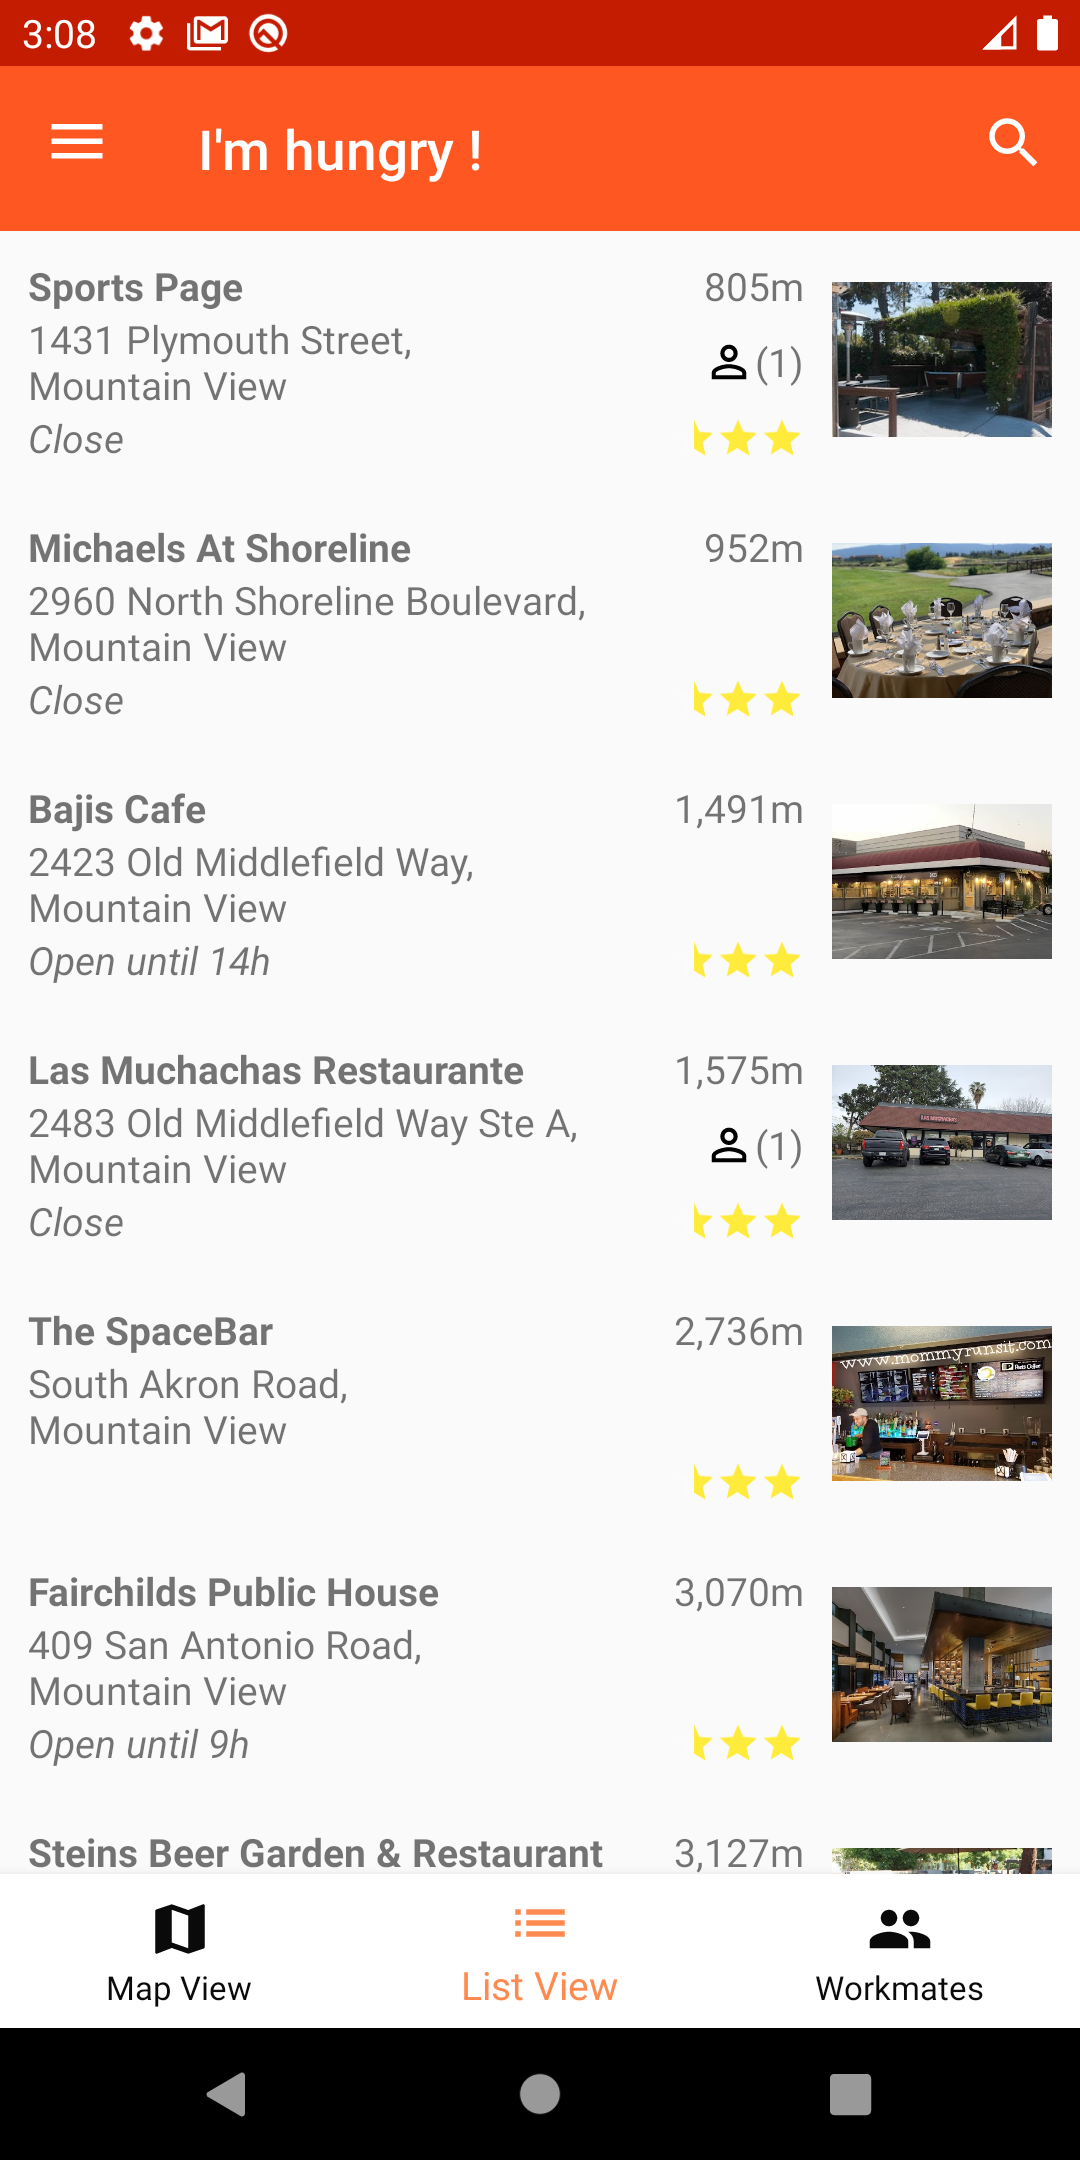 3:08
I'm hungry !
Sports Page
805m
1431 Plymouth Street,
Mountain View
(1)
Close
Michaels At Shoreline
952m
2960 North Shoreline Boulevard,
Mountain View
Close
Bajis Cafe
1,491m
2423 Old Middlefield Way,
Mountain View
Open until 14h
Las Muchachas Restaurante
1,575m
2483 Old Middlefield Way Ste A,
Mountain View
(1)
LAS MUCHACHAS
Close
The SpaceBar
2,736m
www.mommyrunsit.com
South Akron Road,
Mountain View
Fairchilds Public House
3,070m
409 San Antonio Road,
Mountain View
Open until 9h
Steins Beer Garden & Restaurant
3,127m
Map View
List View
Workmates